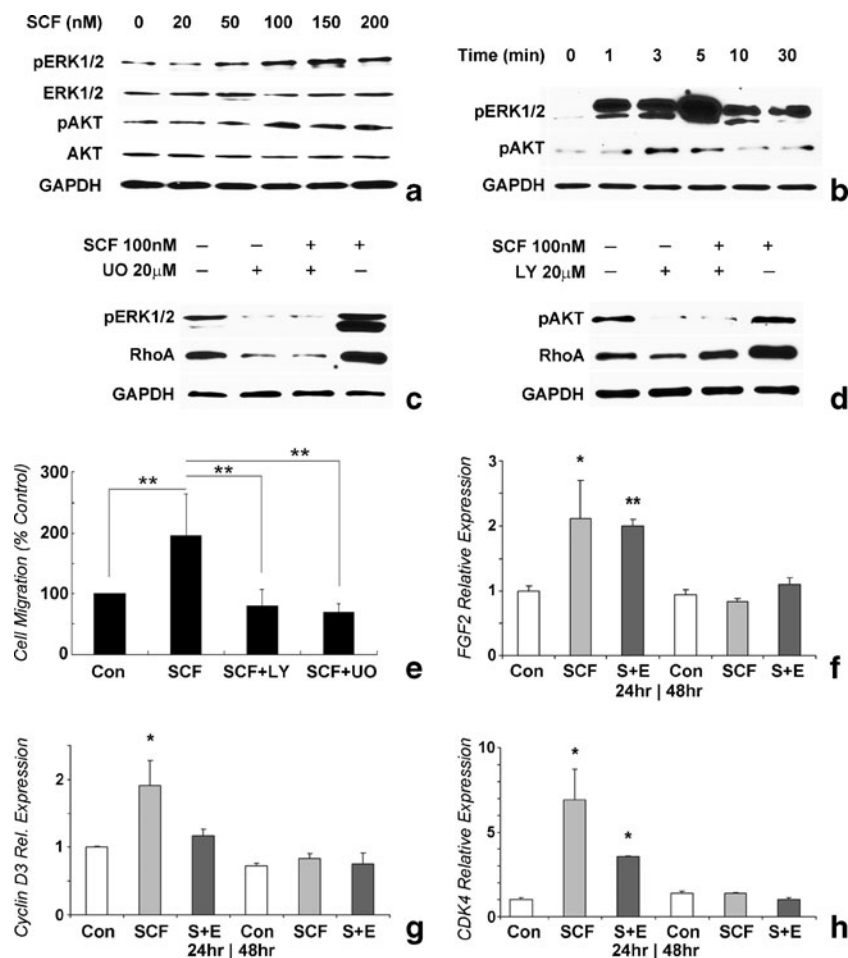 SCF (nM) 0 20 50 100 150 200
pERK1/2
ERK1/2
pAKT
AKT
GAPDH
a
Time (min) 0 1 3 5 10 30
pERK1/2
pAKT
GAPDH
b
SCF 100nM – – + +
UO 20μM – + + –
pERK1/2
RhoA
GAPDH
c
SCF 100nM – – + +
LY 20μM – + + –
pAKT
RhoA
GAPDH
d
Cell Migration (% Control)
300
200
100
50
0
** ** **
Con SCF SCF+LY SCF+UO
e
FGF2 Relative Expression
3
2
1
0
* **
Con SCF S+E Con SCF S+E
24hr | 48hr
f
Cyclin D3 Rel. Expression
2
1
0
*
Con SCF S+E Con SCF S+E
24hr | 48hr
g
CDK4 Relative Expression
10
5
0
* *
Con SCF S+E Con SCF S+E
24hr | 48hr
h